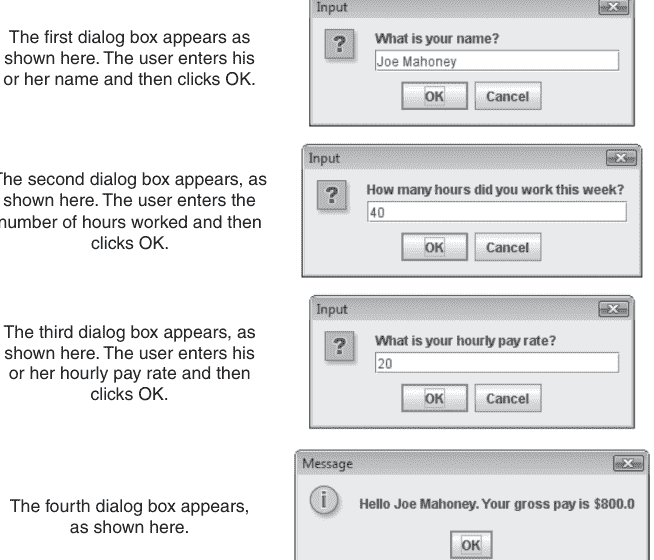 The first dialog box appears as
shown here. The user enters his
or her name and then clicks OK.
Input
What is your name?
Joe Mahoney
OK Cancel
The second dialog box appears, as
shown here. The user enters the
number of hours worked and then
clicks OK.
Input
How many hours did you work this week?
40
OK Cancel
The third dialog box appears, as
shown here. The user enters his
or her hourly pay rate and then
clicks OK.
Input
What is your hourly pay rate?
20
OK Cancel
The fourth dialog box appears,
as shown here.
Message
Hello Joe Mahoney. Your gross pay is $800.0
OK